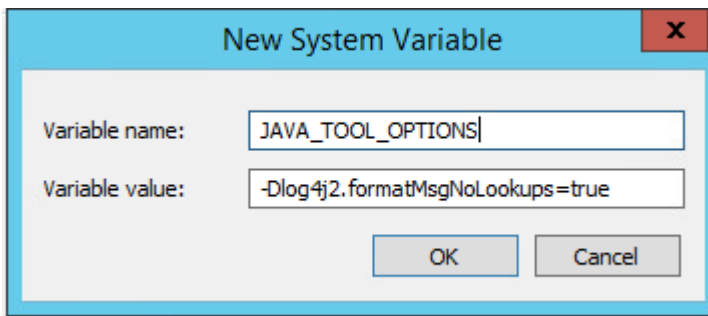 New System Variable
x
Variable name: JAVA_TOOL_OPTIONS
Variable value: -Dlog4j2.formatMsgNoLookups=true
OK Cancel